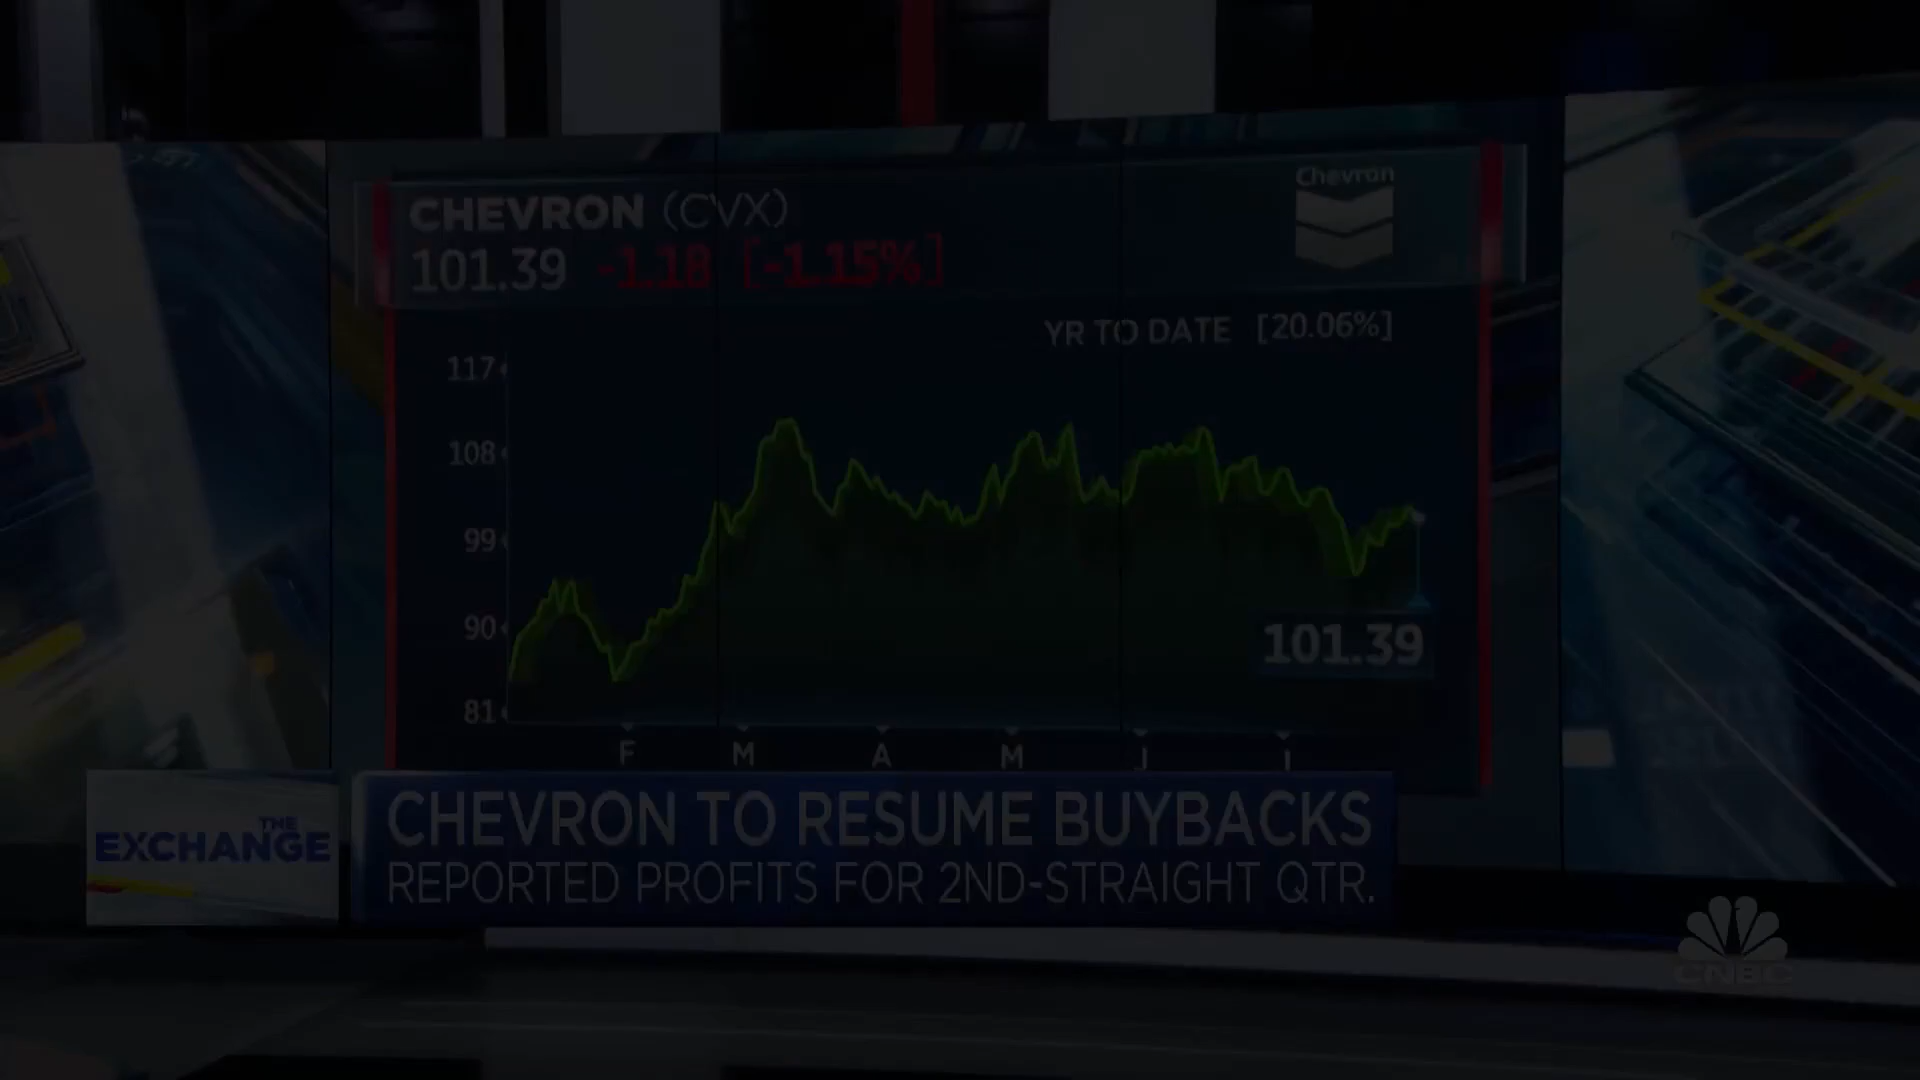 Chevron
CHEVRON (CVX)
101.39 -1.18 [-1.15%]
YR TO DATE [20.06%]
117
108
99
90
81
101.39
F M A M J J
THE
EXCHANGE
CHEVRON TO RESUME BUYBACKS
REPORTED PROFITS FOR 2ND-STRAIGHT QTR.
CNBC